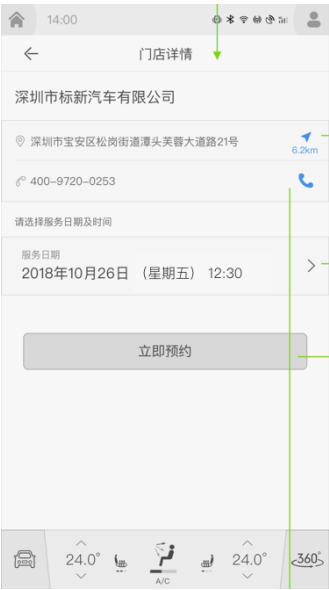 14:00
门店详情
深圳市标新汽车有限公司
深圳市宝安区松岗街道潭头芙蓉大道路21号
6.2km
400-9720-0253
请选择服务日期及时间
服务日期
2018年10月26日 （星期五） 12:30
立即预约
24.0°
24.0°
360°
A/C